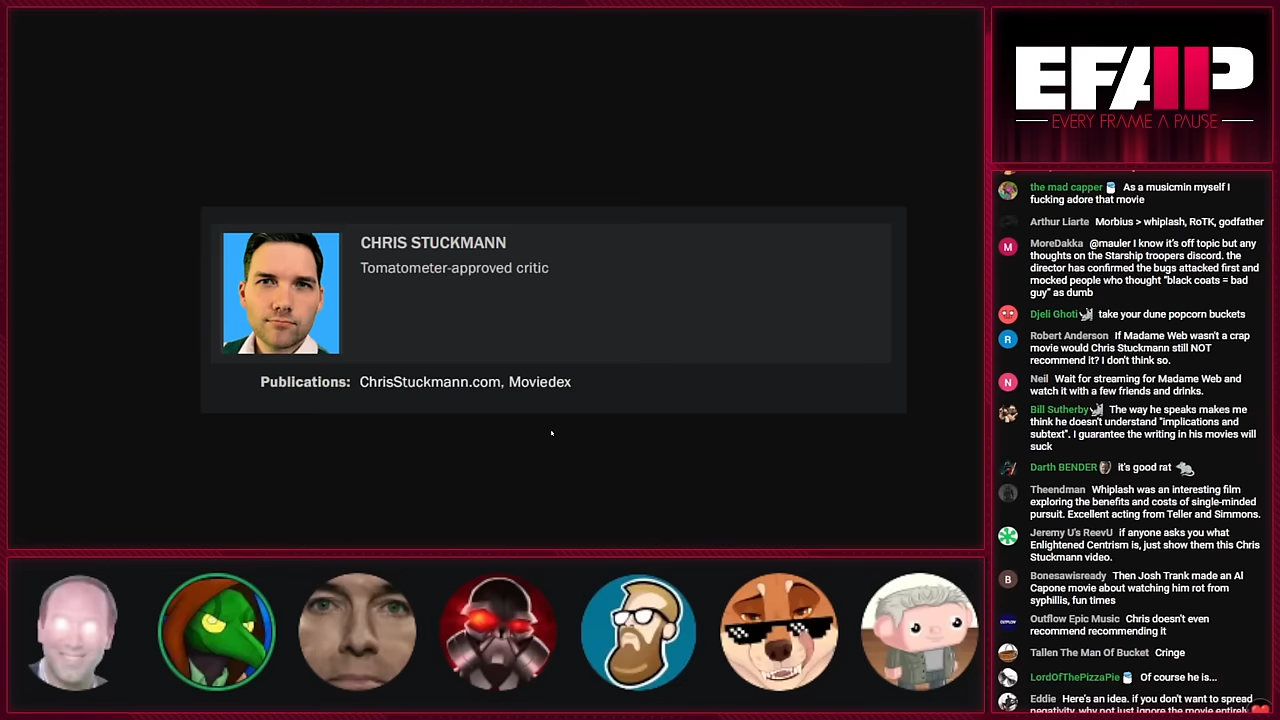 CHRIS STUCKMANN
Tomatometer-approved critic
Publications: ChrisStuckmann.com, Moviedex
EFAP
EVERY FRAME A PAUSE
the mad capper As a musicmin myself I
fucking adore that movie
Arthur Liarte Morbius > whiplash, RoTK, godfather
M
MoreDakka @mauler I know it's off topic but any
thoughts on the Starship troopers discord. the
director has confirmed the bugs attacked first and
mocked people who thought "black coats = bad
guy" as dumb
Djeli Ghoti take your dune popcorn buckets
R
Robert Anderson If Madame Web wasn't a crap
movie would Chris Stuckmann still NOT
recommend it? I don't think so.
N
Neil Wait for streaming for Madame Web and
watch it with a few friends and drinks.
Bill Sutherby The way he speaks makes me
think he doesn't understand "implications and
subtext". I guarantee the writing in his movies will
suck
Darth BENDER it's good rat
Theendman Whiplash was an interesting film
exploring the benefits and costs of single-minded
pursuit. Excellent acting from Teller and Simmons.
Jeremy U's ReevU if anyone asks you what
Enlightened Centrism is, just show them this Chris
Stuckmann video.
B
Bonesawisready Then Josh Trank made an Al
Capone movie about watching him rot from
syphillis, fun times
OUTFLOW
Outflow Epic Music Chris doesn't even
recommend recommending it
Tallen The Man Of Bucket Cringe
LordOfThePizzaPie Of course he is...
Eddie Here's an idea. if you don't want to spread
negativity, why not just ignore the movie entirely